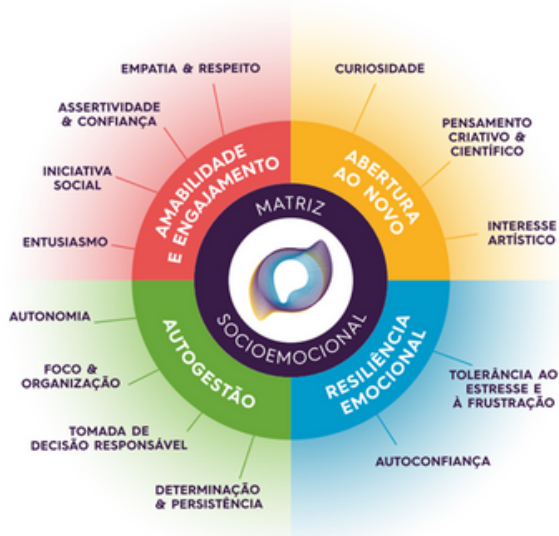 EMPATIA & RESPEITO
ASSERTIVIDADE
& CONFIANÇA
INICIATIVA
SOCIAL
ENTUSIASMO
AMABILIDADE
E ENGAJAMENTO
CURIOSIDADE
PENSAMENTO
CRIATIVO &
CIENTÍFICO
INTERESSE
ARTÍSTICO
ABERTURA
AO NOVO
MATRIZ
SOCIOEMOCIONAL
AUTONOMIA
FOCO &
ORGANIZAÇÃO
TOMADA DE
DECISÃO RESPONSÁVEL
DETERMINAÇÃO
& PERSISTÊNCIA
AUTOGESTÃO
RESILIÊNCIA
EMOCIONAL
TOLERÂNCIA AO
ESTRESSE E
À FRUSTRAÇÃO
AUTOCONFIANÇA